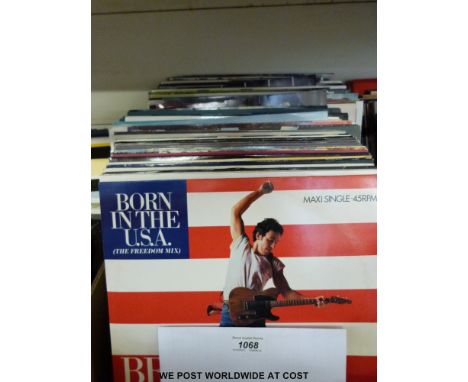 BORN
IN THE
U.S.A.
(THE FREEDOM MIX)
MAXI SINGLE-45RPM
1068
WE POST WORLDWIDE AT COST